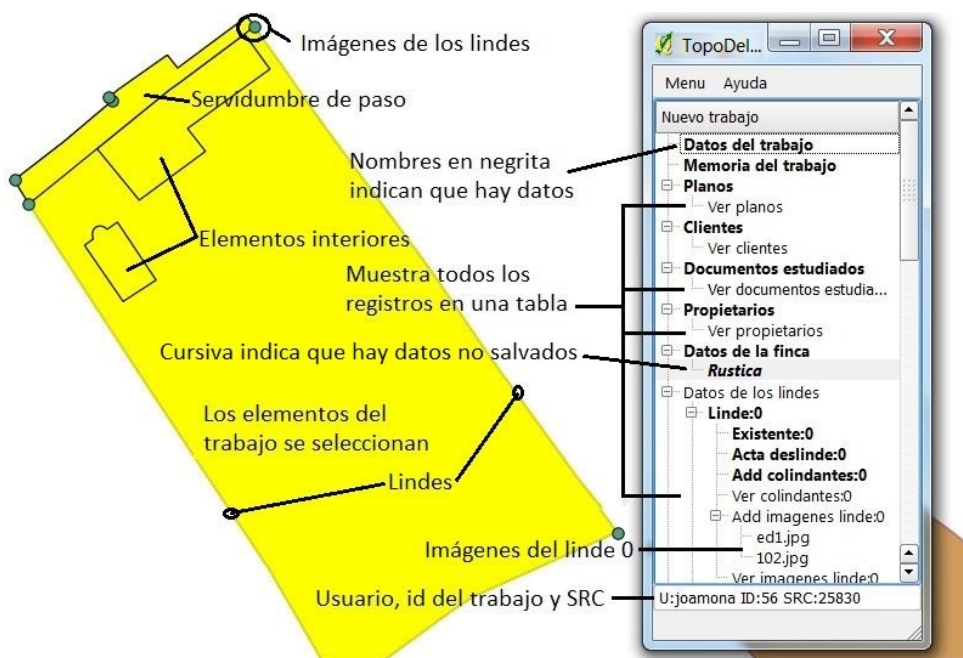 Imágenes de los lindes
Servidumbre de paso
Nombres en negrita
indican que hay datos
Elementos interiores
Muestra todos los
registros en una tabla
Cursiva indica que hay datos no salvados
Los elementos del
trabajo se seleccionan
Lindes
Imágenes del linde 0
Usuario, id del trabajo y SRC
TopoDel...
Menu Ayuda
Nuevo trabajo
Datos del trabajo
Memoria del trabajo
Planos
Ver planos
Clientes
Ver clientes
Documentos estudiados
Ver documentos estudia...
Propietarios
Ver propietarios
Datos de la finca
Rustica
Datos de los lindes
Linde:0
Existente:0
Acta deslinde:0
Add colindantes:0
Ver colindantes:0
Add imagenes linde:0
ed1.jpg
102.jpg
Ver imagenes linde:0
U:joamona ID:56 SRC:25830